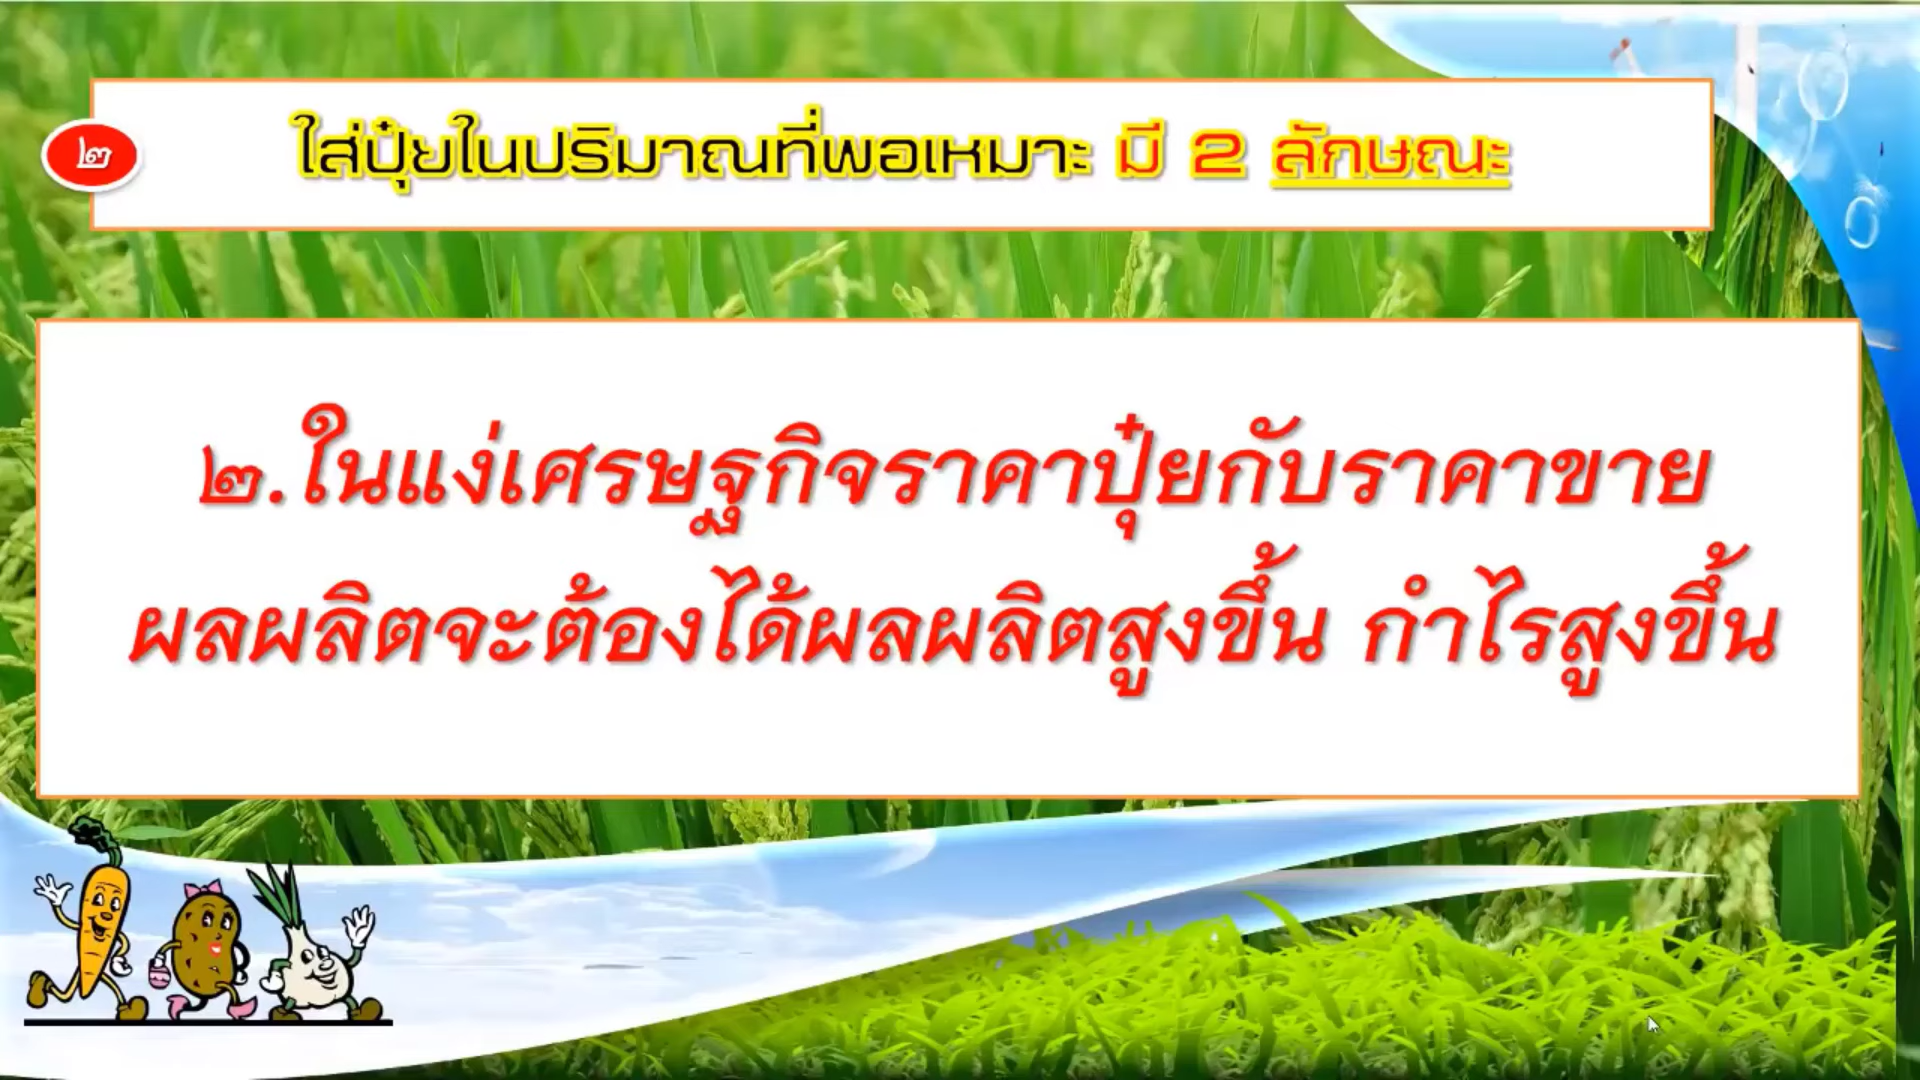 ๒
ใส่ปุ๋ยในปริมาณที่พอเหมาะ มี 2 ลักษณะ
๒.ในแง่เศรษฐกิจราคาปุ๋ยกับราคาขาย
ผลผลิตจะต้องได้ผลผลิตสูงขึ้น กำไรสูงขึ้น